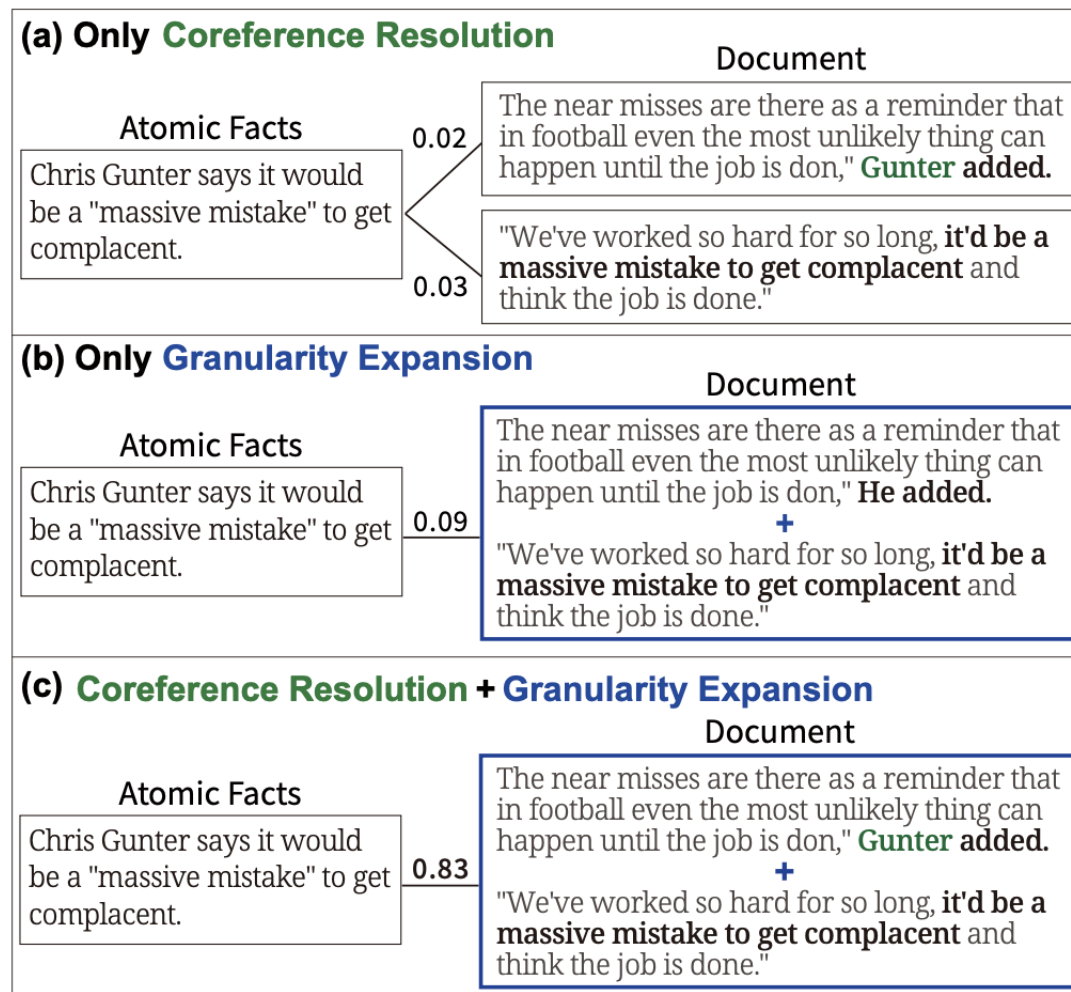 (a) Only Coreference Resolution
Document
Atomic Facts
Chris Gunter says it would
be a "massive mistake" to get
complacent.
0.02
0.03
The near misses are there as a reminder that
in football even the most unlikely thing can
happen until the job is don," Gunter added.
"We've worked so hard for so long, it'd be a
massive mistake to get complacent and
think the job is done."
(b) Only Granularity Expansion
Document
Atomic Facts
Chris Gunter says it would
be a "massive mistake" to get
complacent.
0.09
The near misses are there as a reminder that
in football even the most unlikely thing can
happen until the job is don," He added.
+
"We've worked so hard for so long, it'd be a
massive mistake to get complacent and
think the job is done."
(c) Coreference Resolution + Granularity Expansion
Document
Atomic Facts
Chris Gunter says it would
be a "massive mistake" to get
complacent.
0.83
The near misses are there as a reminder that
in football even the most unlikely thing can
happen until the job is don," Gunter added.
+
"We've worked so hard for so long, it'd be a
massive mistake to get complacent and
think the job is done."